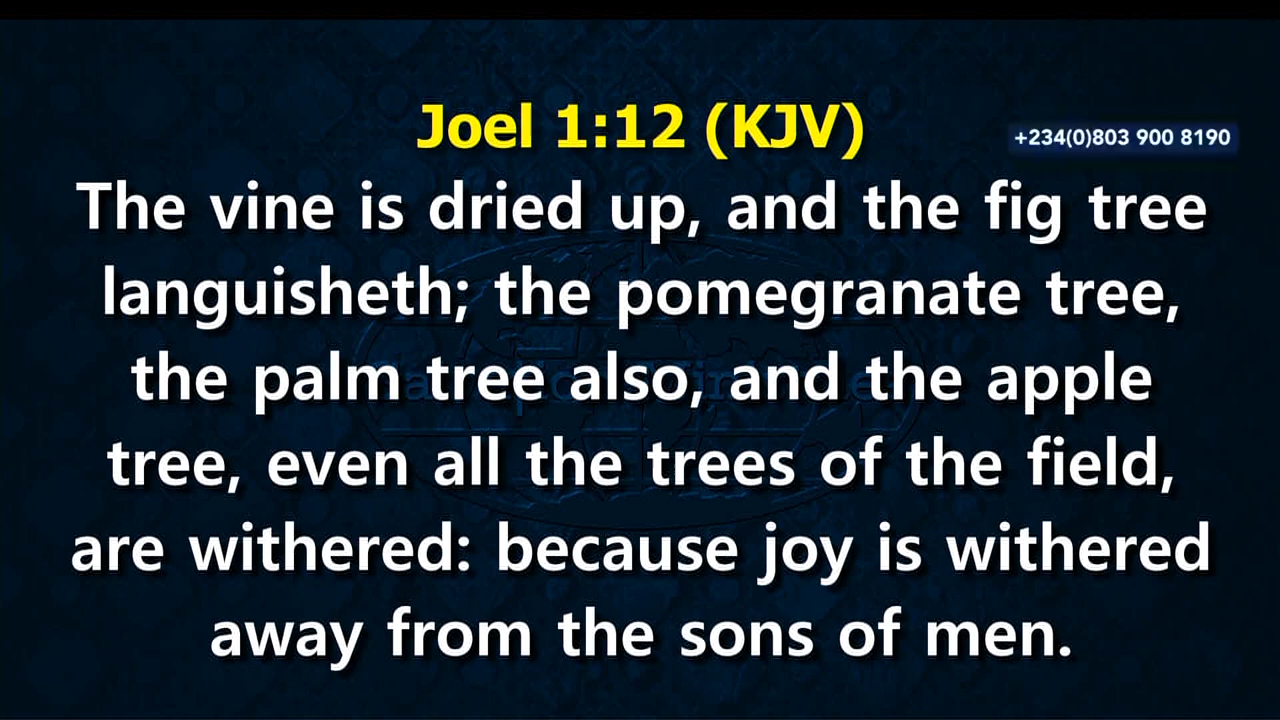 Joel 1:12 (KJV)
+234(0)803 900 8190
The vine is dried up, and the fig tree
languisheth; the pomegranate tree,
the palm tree also, and the apple
tree, even all the trees of the field,
are withered: because joy is withered
away from the sons of men.